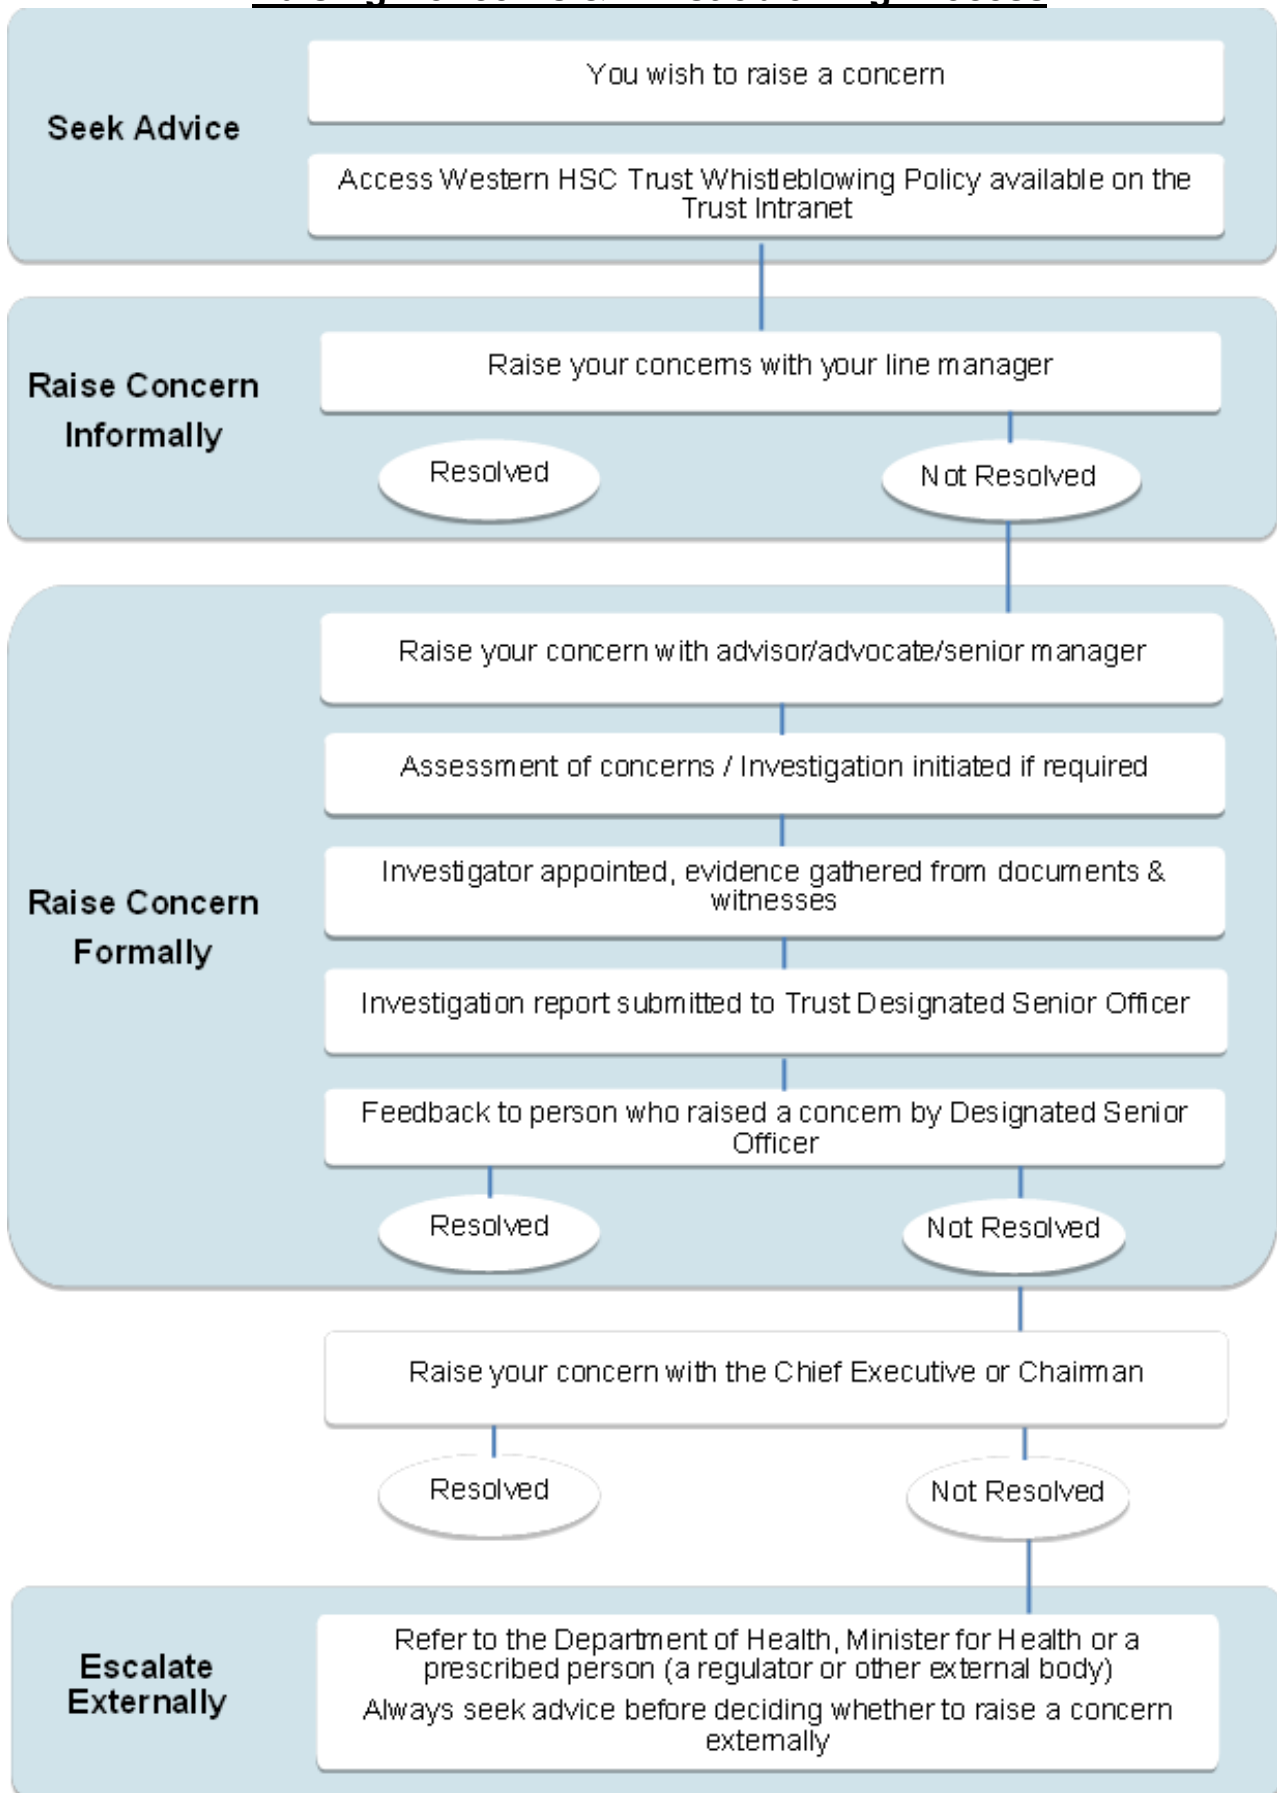 You wish to raise a concern
Seek Advice
Access Western HSC Trust Whistleblowing Policy available on the
Trust Intranet
Raise your concerns with your line manager
Raise Concern
Informally
Resolved
Not Resolved
Raise your concern with advisor/advocate/senior manager
Assessment of concerns / Investigation initiated if required
Raise Concern
Formally
Investigator appointed, evidence gathered from documents &
witnesses
Investigation report submitted to Trust Designated Senior Officer
Feedback to person who raised a concern by Designated Senior
Officer
Resolved
Not Resolved
Raise your concern with the Chief Executive or Chairman
Resolved
Not Resolved
Escalate
Externally
Refer to the Department of Health, Minister for Health or a
prescribed person (a regulator or other external body)
Always seek advice before deciding whether to raise a concern
externally